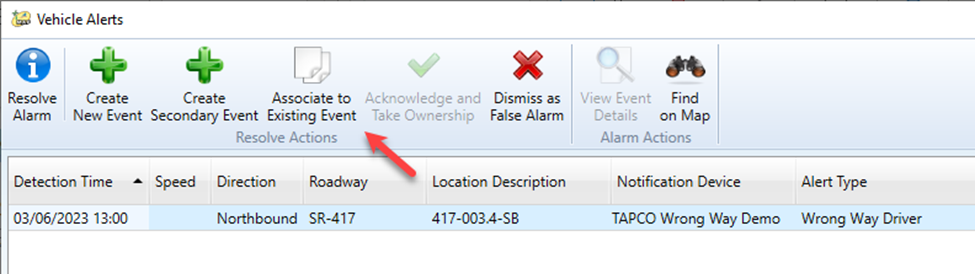 Vehicle Alerts
Resolve Alarm
Create New Event
Create Secondary Event
Associate to Existing Event
Acknowledge and Take Ownership
Dismiss as False Alarm
View Event Details
Find on Map
Resolve Actions
Alarm Actions
Detection Time Speed Direction Roadway Location Description Notification Device Alert Type
03/06/2023 13:00 Northbound SR-417 417-003.4-SB TAPCO Wrong Way Demo Wrong Way Driver